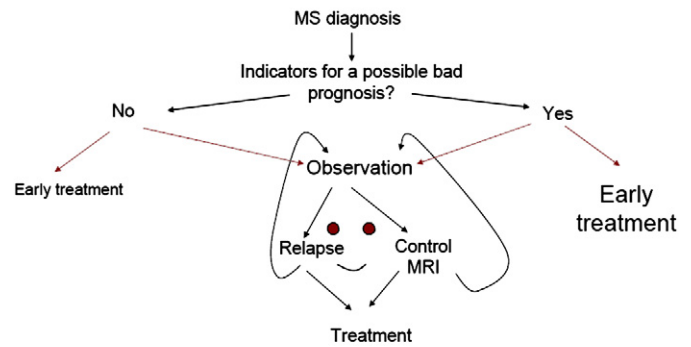 MS diagnosis
Indicators for a possible bad
prognosis?
No
Yes
Observation
Early treatment
Early
treatment
Relapse
Control
MRI
Treatment